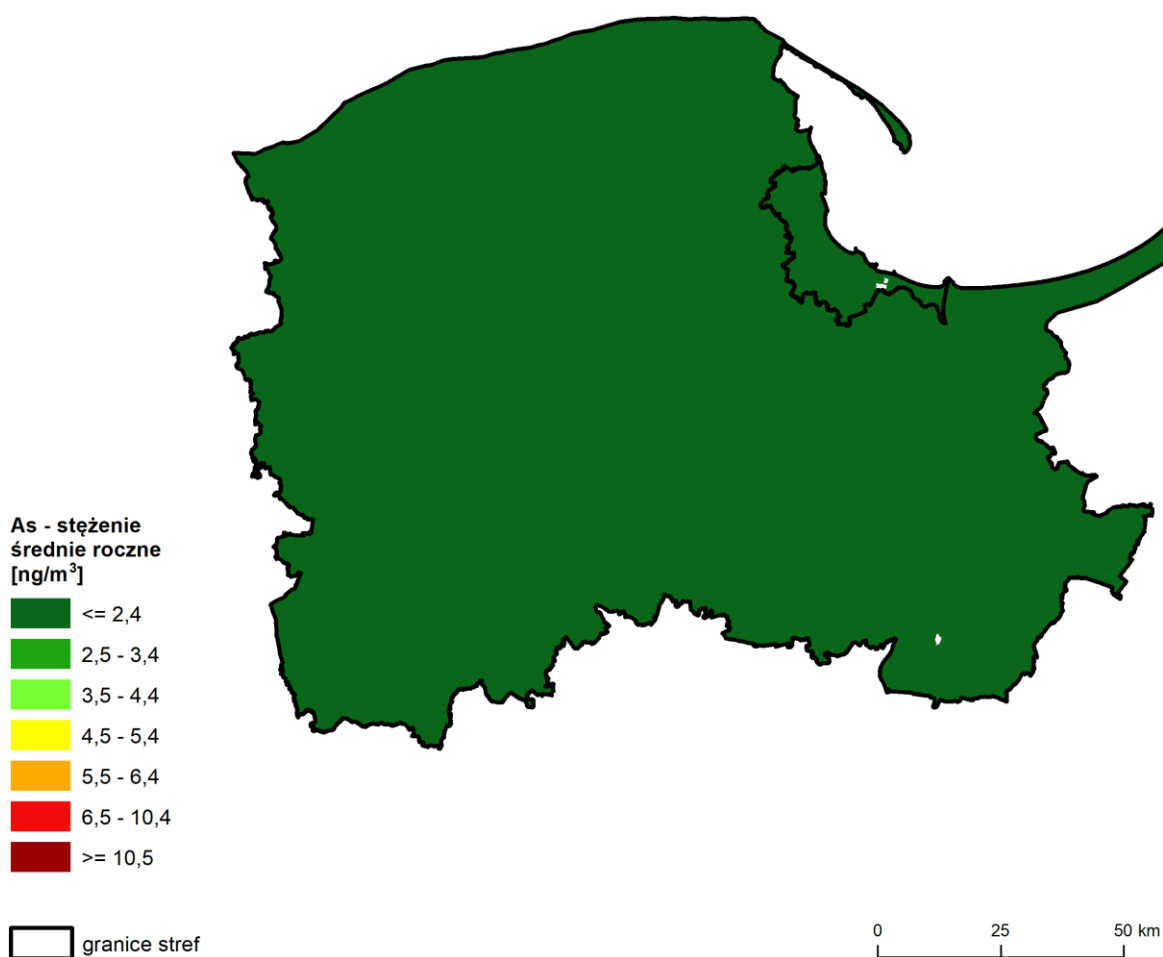 As - stężenie
średnie roczne
[ng/m³]
<= 2,4
2,5 - 3,4
3,5 - 4,4
4,5 - 5,4
5,5 - 6,4
6,5 - 10,4
>= 10,5
granice stref
0 25 50 km